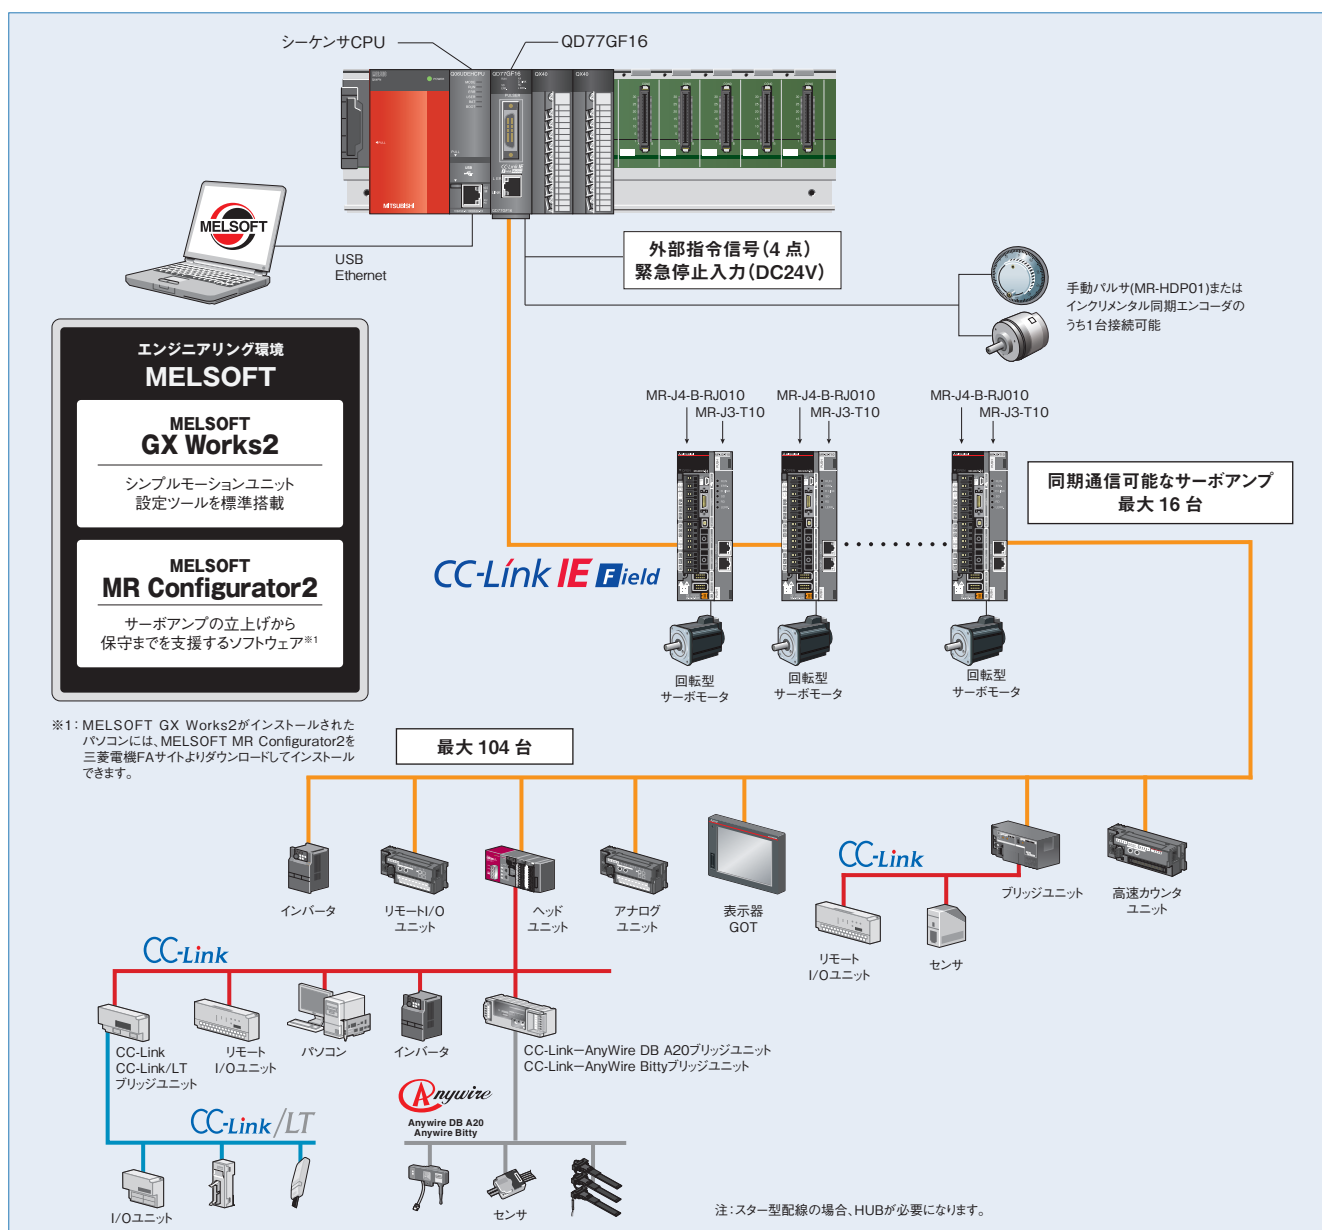 シーケンサCPU
QD77GF16
Q06UDEHCPU
QD77GF16
QX40
QX40
MITSUBISHI
MELSOFT
USB
Ethernet
外部指令信号(4 点)
緊急停止入力(DC24V)
手動パルサ(MR-HDP01)または
インクリメンタル同期エンコーダの
うち1台接続可能
エンジニアリング環境
MELSOFT
MELSOFT
GX Works2
シンプルモーションユニット
設定ツールを標準搭載
MELSOFT
MR Configurator2
サーボアンプの立上げから
保守までを支援するソフトウェア※1
※1:MELSOFT GX Works2がインストールされた
パソコンには、MELSOFT MR Configurator2を
三菱電機FAサイトよりダウンロードしてインストール
できます。
MR-J4-B-RJ010
MR-J3-T10
MR-J4-B-RJ010
MR-J3-T10
MR-J4-B-RJ010
MR-J3-T10
同期通信可能なサーボアンプ
最大 16 台
CC-Link IE Field
回転型
サーボモータ
回転型
サーボモータ
回転型
サーボモータ
最大 104 台
インバータ
リモートI/O
ユニット
ヘッド
ユニット
アナログ
ユニット
表示器
GOT
CC-Link
ブリッジユニット
高速カウンタ
ユニット
リモート
I/Oユニット
センサ
CC-Link
CC-Link
CC-Link/LT
ブリッジユニット
リモート
I/Oユニット
パソコン
インバータ
CC-Link−AnyWire DB A20ブリッジユニット
CC-Link−AnyWire Bittyブリッジユニット
Anywire
Anywire DB A20
Anywire Bitty
CC-Link/LT
I/Oユニット
センサ
注:スター型配線の場合、HUBが必要になります。